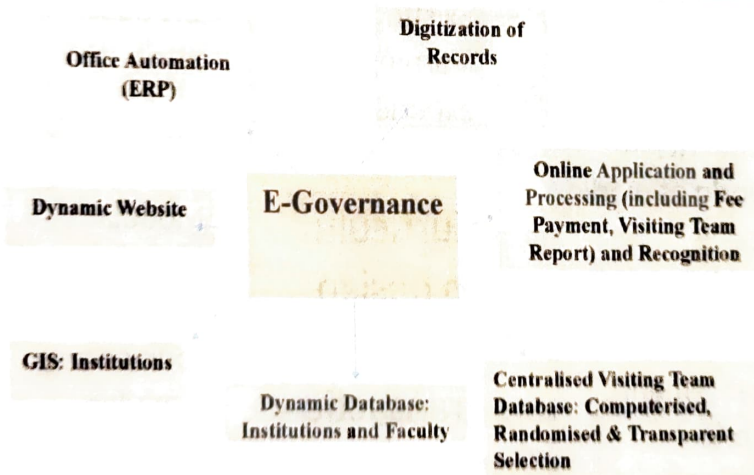 Digitization of
Records
Office Automation
(ERP)
Online Application and
Processing (including Fee
Payment, Visiting Team
Report) and Recognition
E-Governance
Dynamic Website
GIS: Institutions
Dynamic Database:
Institutions and Faculty
Centralised Visiting Team
Database: Computerised,
Randomised & Transparent
Selection